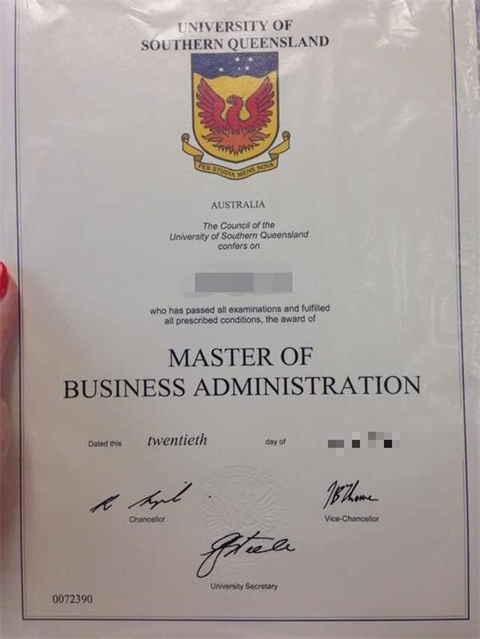 UNIVERSITY OF
SOUTHERN QUEENSLAND
PER STUDIA MENS NOVA
AUSTRALIA
The Council of the
University of Southern Queensland
confers on
who has passed all examinations and fulfilled
all prescribed conditions, the award of
MASTER OF
BUSINESS ADMINISTRATION
Dated this twentieth day of
Chancellor
Vice-Chancellor
University Secretary
0072390